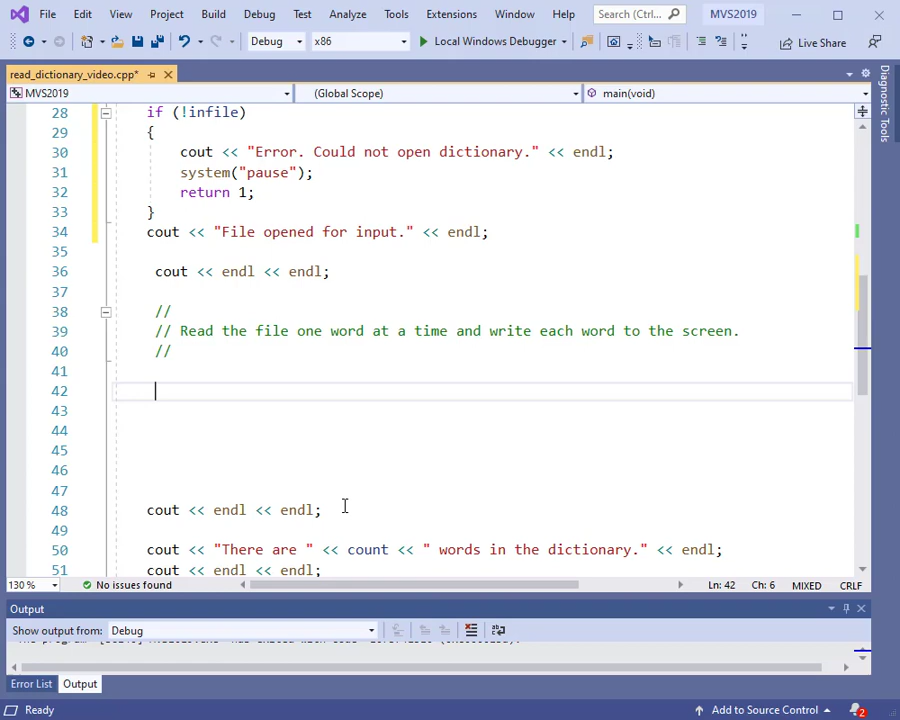 File Edit View Project Build Debug Test Analyze Tools Extensions Window Help Search (Ctrl... MVS2019
Debug x86 Local Windows Debugger Live Share
read_dictionary_video.cpp*
MVS2019 (Global Scope) main(void)
28 if (!infile)
29 {
30 cout << "Error. Could not open dictionary." << endl;
31 system("pause");
32 return 1;
33 }
34 cout << "File opened for input." << endl;
35
36 cout << endl << endl;
37
38 //
39 // Read the file one word at a time and write each word to the screen.
40 //
41
42
43
44
45
46
47
48 cout << endl << endl;
49
50 cout << "There are " << count << " words in the dictionary." << endl;
51 cout << endl << endl;
130 % No issues found Ln: 42 Ch: 6 MIXED CRLF
Output
Show output from: Debug
Error List Output
Ready Add to Source Control 2
Diagnostic Tools